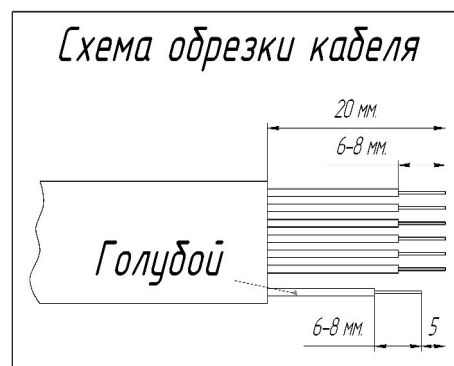 Схема обрезки кабеля
20 мм.
6-8 мм.
Голубой
6-8 мм. 5